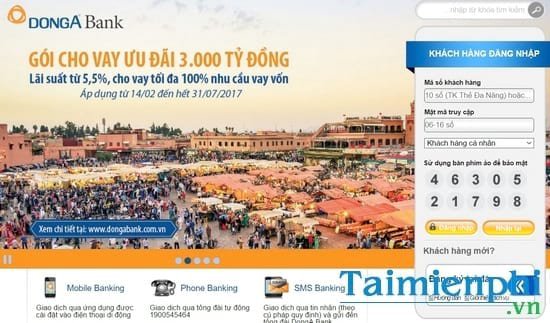 DONGA Bank
nhập từ khóa tìm kiếm
GÓI CHO VAY ƯU ĐÃI 3.000 TỶ ĐỒNG
Lãi suất từ 5,5%, cho vay tối đa 100% nhu cầu vay vốn
Áp dụng từ 14/02 đến hết 31/07/2017
Xem chi tiết tại: www.dongabank.com.vn
KHÁCH HÀNG ĐĂNG NHẬP
Mã số khách hàng
10 số (TK Thẻ Đa Năng) hoặc...
Mật mã truy cập
06-16 số
Khách hàng cá nhân
Sử dụng bàn phím ảo để bảo mật
4 6 3 0 5
2 1 7 9 8
Đăng nhập Nhập lại
Khách hàng mới?
Mobile Banking
Giao dịch qua ứng dụng được
cài đặt vào điện thoại di động
Phone Banking
Giao dịch qua tổng đài tự động
1900545464
SMS Banking
Giao dịch qua tin nhắn (theo
cú pháp quy định) và gửi đến
tổng đài DongA Bank
Taimienphi
.vn